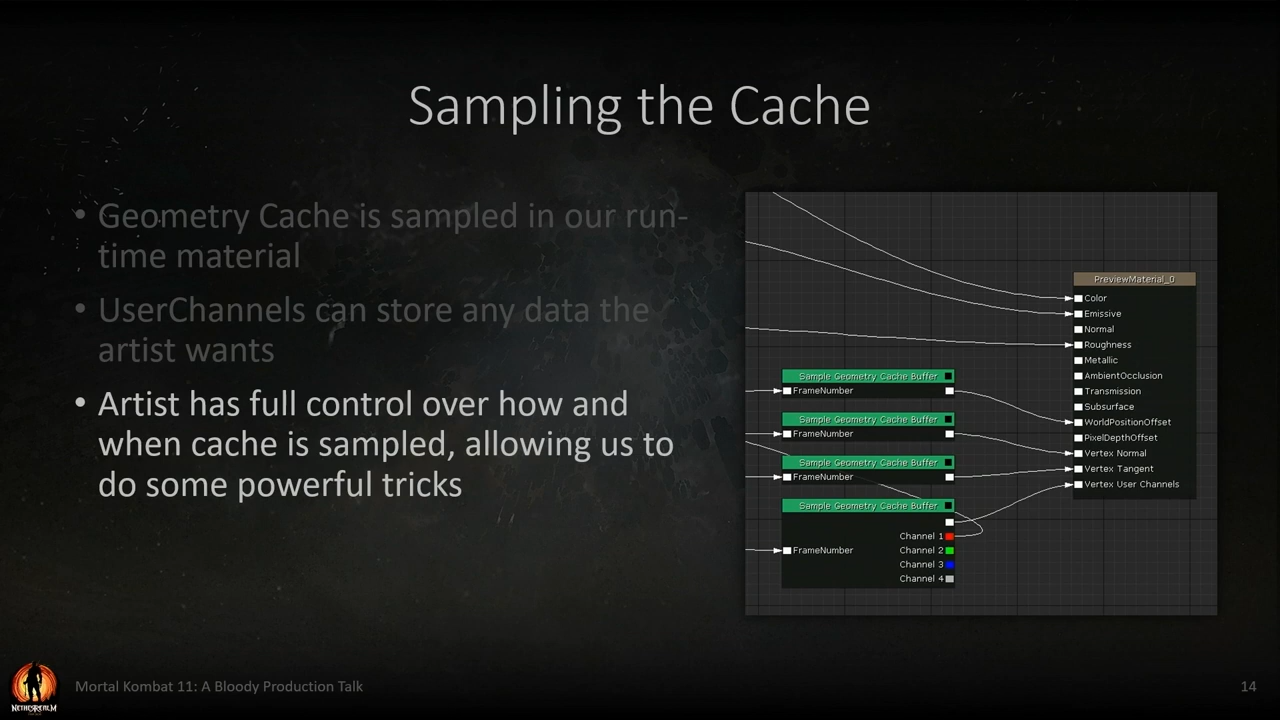 Sampling the Cache
• Geometry Cache is sampled in our run-
time material
• UserChannels can store any data the
artist wants
• Artist has full control over how and
when cache is sampled, allowing us to
do some powerful tricks
PreviewMaterial_0
Color
Emissive
Normal
Roughness
Metallic
AmbientOcclusion
Transmission
Subsurface
WorldPositionOffset
PixelDepthOffset
Vertex Normal
Vertex Tangent
Vertex User Channels
Sample Geometry Cache Buffer
FrameNumber
Sample Geometry Cache Buffer
FrameNumber
Sample Geometry Cache Buffer
FrameNumber
Sample Geometry Cache Buffer
Channel 1
FrameNumber Channel 2
Channel 3
Channel 4
NETHERREALM
Mortal Kombat 11: A Bloody Production Talk
14